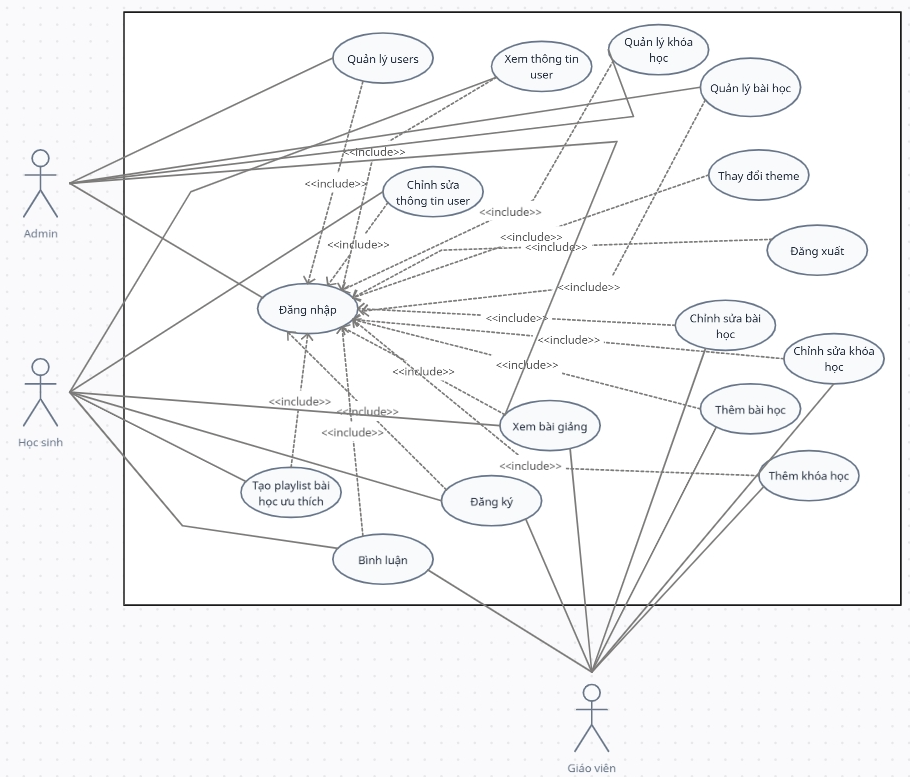 Quản lý users
Xem thông tin
user
Quản lý khóa
học
Quản lý bài học
<<include>>
Admin
<<include>>
Chỉnh sửa
thông tin user
Thay đổi theme
<<include>>
<<include>>
<<include>>
<<include>>
Đăng xuất
<<include>>
Đăng nhập
<<include>>
Chỉnh sửa bài
học
<<include>>
Chỉnh sửa khóa
học
<<include>>
<<include>>
Học sinh
<<include>>
<<include>>
Thêm bài học
<<include>>
Xem bài giảng
<<include>>
Thêm khóa học
Tạo playlist bài
học ưu thích
Đăng ký
Bình luận
Giáo viên